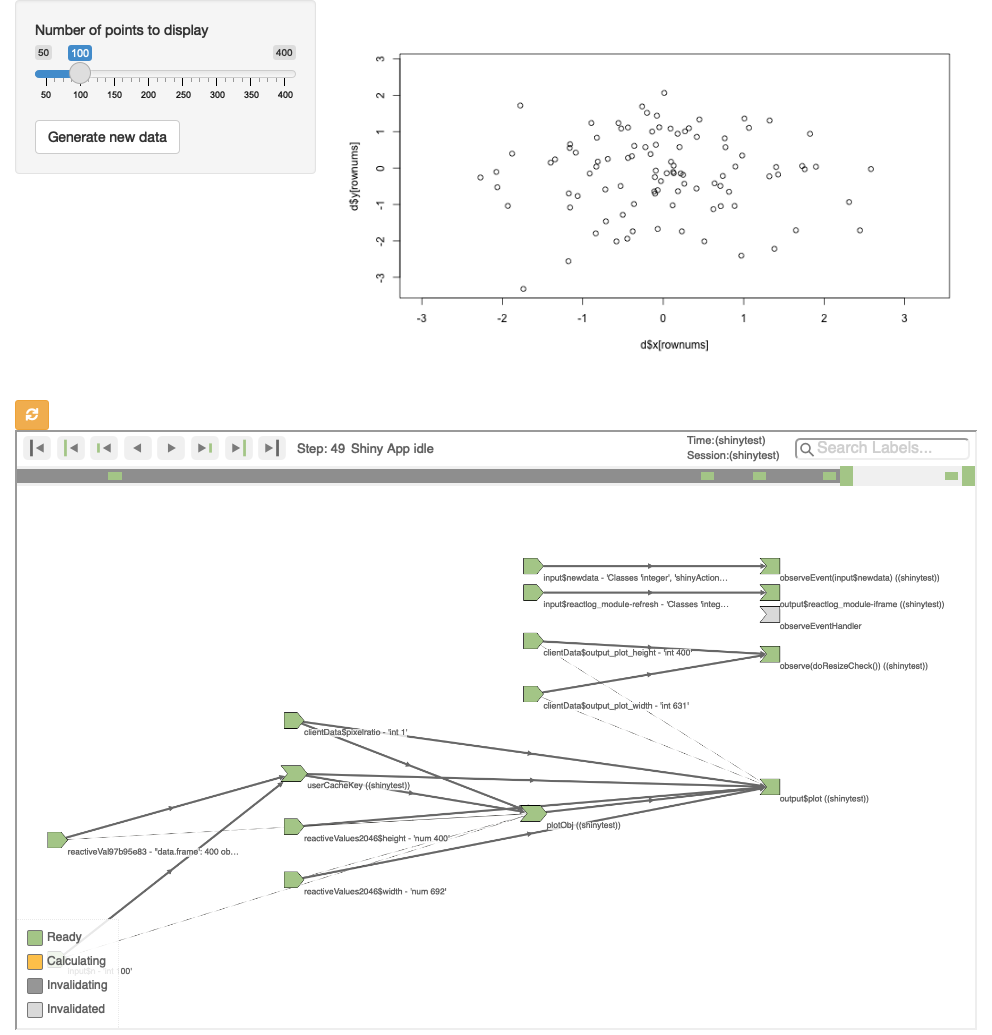 Number of points to display
50 100 400
50 100 150 200 250 300 350 400
Generate new data
3
2
1
0
-1
-2
-3
d$y[rownums]
-3 -2 -1 0 1 2 3
d$x[rownums]
Step: 49 Shiny App idle
Time:(shinytest)
Session:(shinytest)
Search Labels...
input$newdata - 'Classes 'integer', 'shinyAction...
observeEvent(input$newdata) ((shinytest))
input$reactlog_module-refresh - 'Classes 'integ...
output$reactlog_module-iframe ((shinytest))
observeEventHandler
clientData$output_plot_height - 'int 400'
observe(doResizeCheck()) ((shinytest))
clientData$output_plot_width - 'int 631'
clientData$pixelratio - 'int 1'
userCacheKey ((shinytest))
output$plot ((shinytest))
plotObj ((shinytest))
reactiveValues2046$height - 'num 400'
reactiveVal97b95e83 - "data.frame': 400 ob...
reactiveValues2046$width - 'num 692'
Ready
Calculating
input$n - 'int 100'
Invalidating
Invalidated